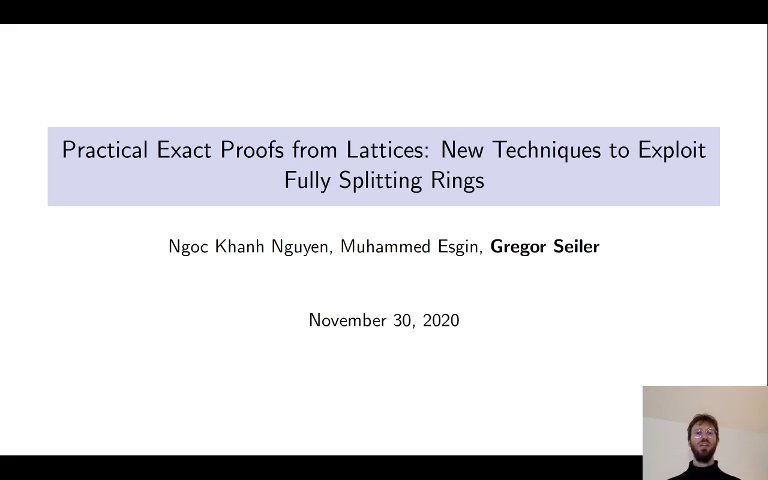 Practical Exact Proofs from Lattices: New Techniques to Exploit
Fully Splitting Rings
Ngoc Khanh Nguyen, Muhammed Esgin, Gregor Seiler
November 30, 2020